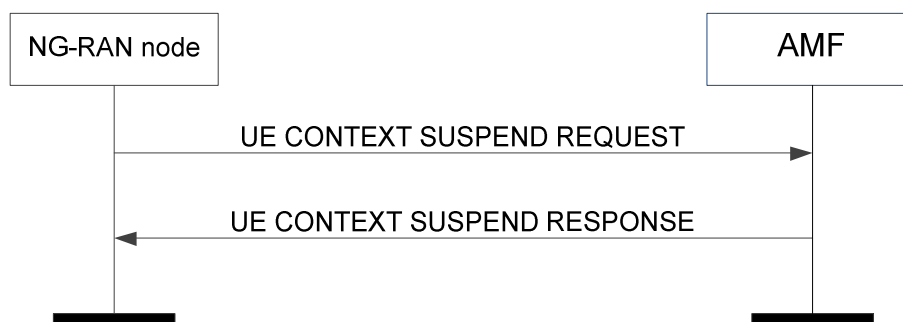 NG-RAN node
AMF
UE CONTEXT SUSPEND REQUEST
UE CONTEXT SUSPEND RESPONSE